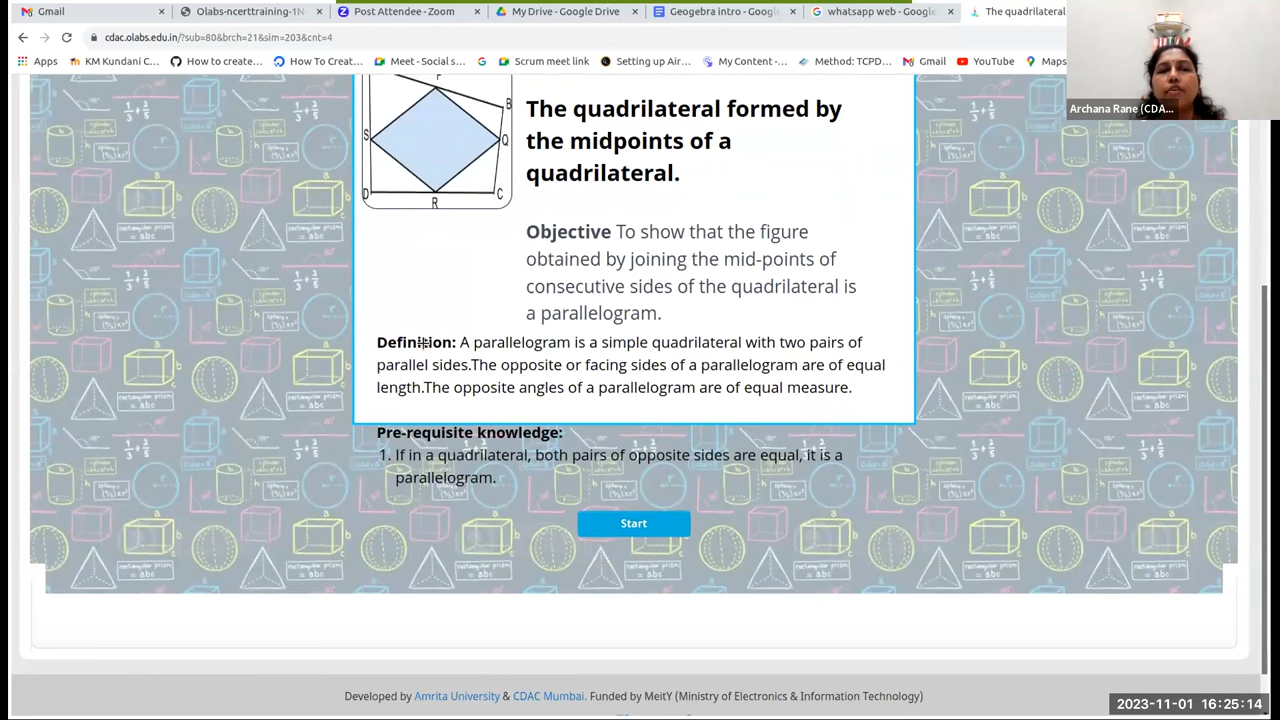 Gmail
Olabs-ncerttraining-1N
Post Attendee - Zoom
My Drive - Google Drive
Geogebra intro - Google
whatsapp web - Google
The quadrilateral
cdac.olabs.edu.in/?sub=80&brch=21&sim=203&cnt=4
Apps
KM Kundani C...
How to create...
How To Create...
Meet - Social s...
Scrum meet link
Setting up Air...
My Content -...
Method: TCPD...
Gmail
YouTube
Maps
Archana Rane (CDA...
P
B
S
Q
D
C
R
The quadrilateral formed by
the midpoints of a
quadrilateral.
Objective To show that the figure
obtained by joining the mid-points of
consecutive sides of the quadrilateral is
a parallelogram.
Definition: A parallelogram is a simple quadrilateral with two pairs of
parallel sides.The opposite or facing sides of a parallelogram are of equal
length.The opposite angles of a parallelogram are of equal measure.
Pre-requisite knowledge:
1. If in a quadrilateral, both pairs of opposite sides are equal, it is a
parallelogram.
Start
Developed by Amrita University & CDAC Mumbai. Funded by MeitY (Ministry of Electronics & Information Technology)
2023-11-01 16:25:14